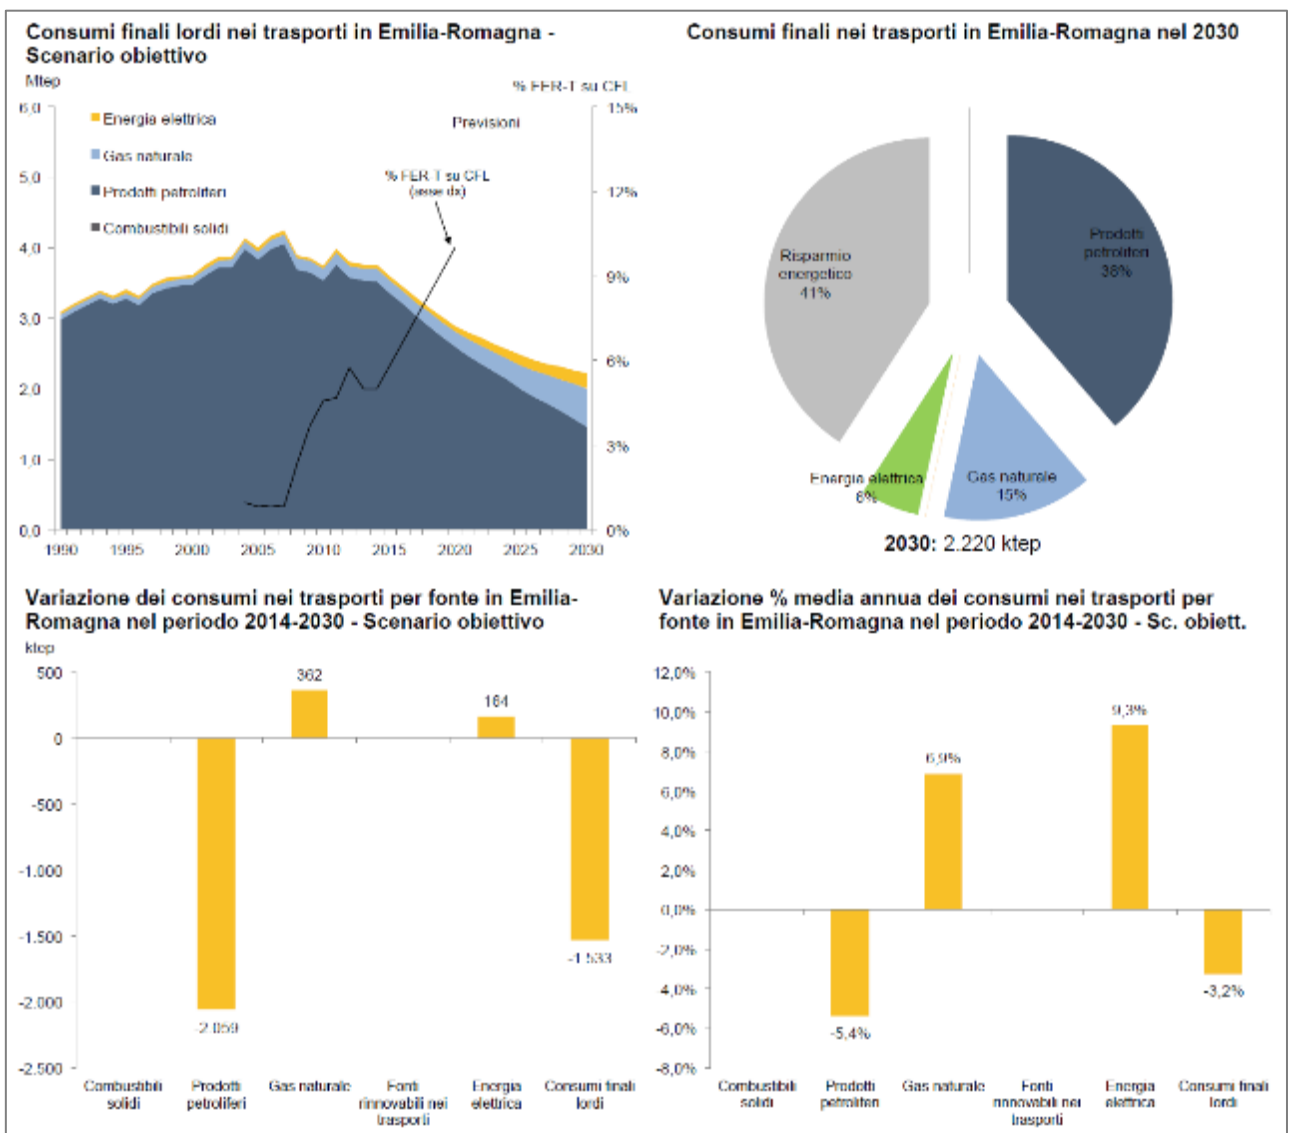 Consumi finali lordi nei trasporti in Emilia-Romagna -
Scenario obiettivo
Mtep
% FER-T su CFL
6,0
5,0
4,0
3,0
2,0
1,0
0,0
15%
12%
9%
6%
3%
0%
Energia elettrica
Gas naturale
Prodotti petroliferi
Combustibili solidi
Previsioni
% FER-T su CFL
(asse dx)
1990 1995 2000 2005 2010 2015 2020 2025 2030
Consumi finali nei trasporti in Emilia-Romagna nel 2030
Prodotti
petroliferi
38%
Risparmio
energetico
41%
Energia elettrica
6%
Gas naturale
15%
2030: 2.220 ktep
Variazione dei consumi nei trasporti per fonte in Emilia-
Romagna nel periodo 2014-2030 - Scenario obiettivo
ktep
500
0
-500
-1.000
-1.500
-2.000
-2.500
362
164
-2.059
-1.533
Combustibili
solidi
Prodotti
petroliferi
Gas naturale
Fonti
rinnovabili nei
trasporti
Energia
elettrica
Consumi finali
lordi
Variazione % media annua dei consumi nei trasporti per
fonte in Emilia-Romagna nel periodo 2014-2030 - Sc. obiett.
12,0%
10,0%
8,0%
6,0%
4,0%
2,0%
0,0%
-2,0%
-4,0%
-6,0%
-8,0%
6,9%
9,3%
-5,4%
-3,2%
Combustibili
solidi
Prodotti
petroliferi
Gas naturale
Fonti
rinnovabili nei
trasporti
Energia
elettrica
Consumi finali
lordi